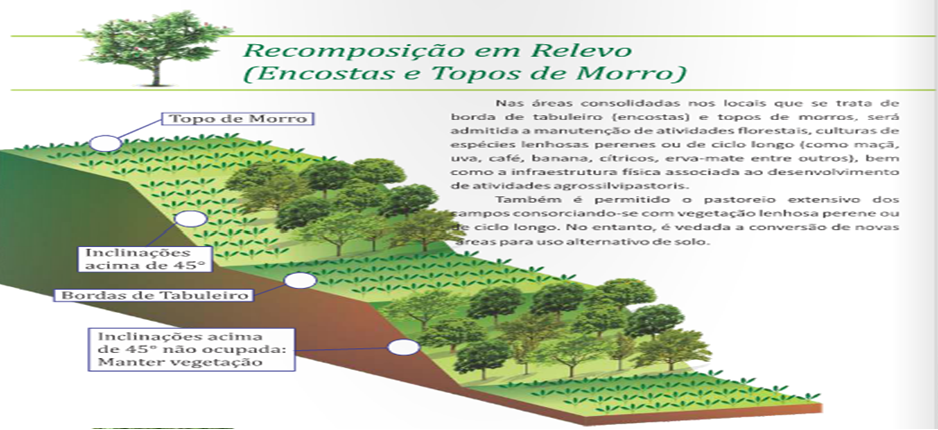 Recomposição em Relevo
(Encostas e Topos de Morro)
Nas áreas consolidadas nos locais que se trata de
borda de tabuleiro (encostas) e topos de morros, será
admitida a manutenção de atividades florestais, culturas de
espécies lenhosas perenes ou de ciclo longo (como maçã,
uva, café, banana, cítricos, erva-mate entre outros), bem
como a infraestrutura física associada ao desenvolvimento
de atividades agrossilvipastoris.
Também é permitido o pastoreio extensivo dos
campos consorciando-se com vegetação lenhosa perene ou
de ciclo longo. No entanto, é vedada a conversão de novas
áreas para uso alternativo de solo.
Topo de Morro
Inclinações
acima de 45°
Bordas de Tabuleiro
Inclinações acima
de 45° não ocupada:
Manter vegetação